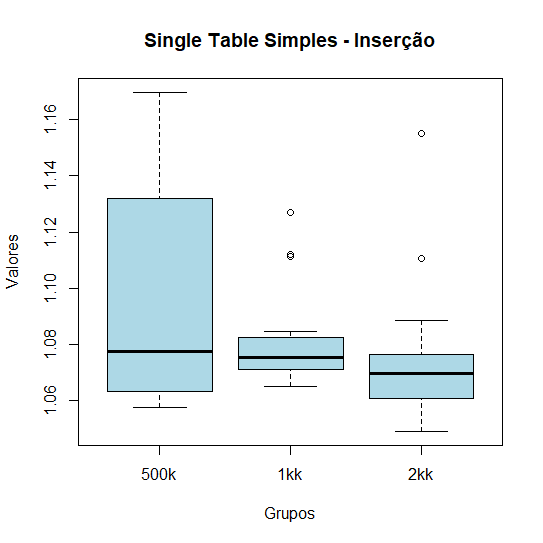 Single Table Simples - Inserção
Valores
1.16
1.14
1.12
1.10
1.08
1.06
500k
1kk
2kk
Grupos